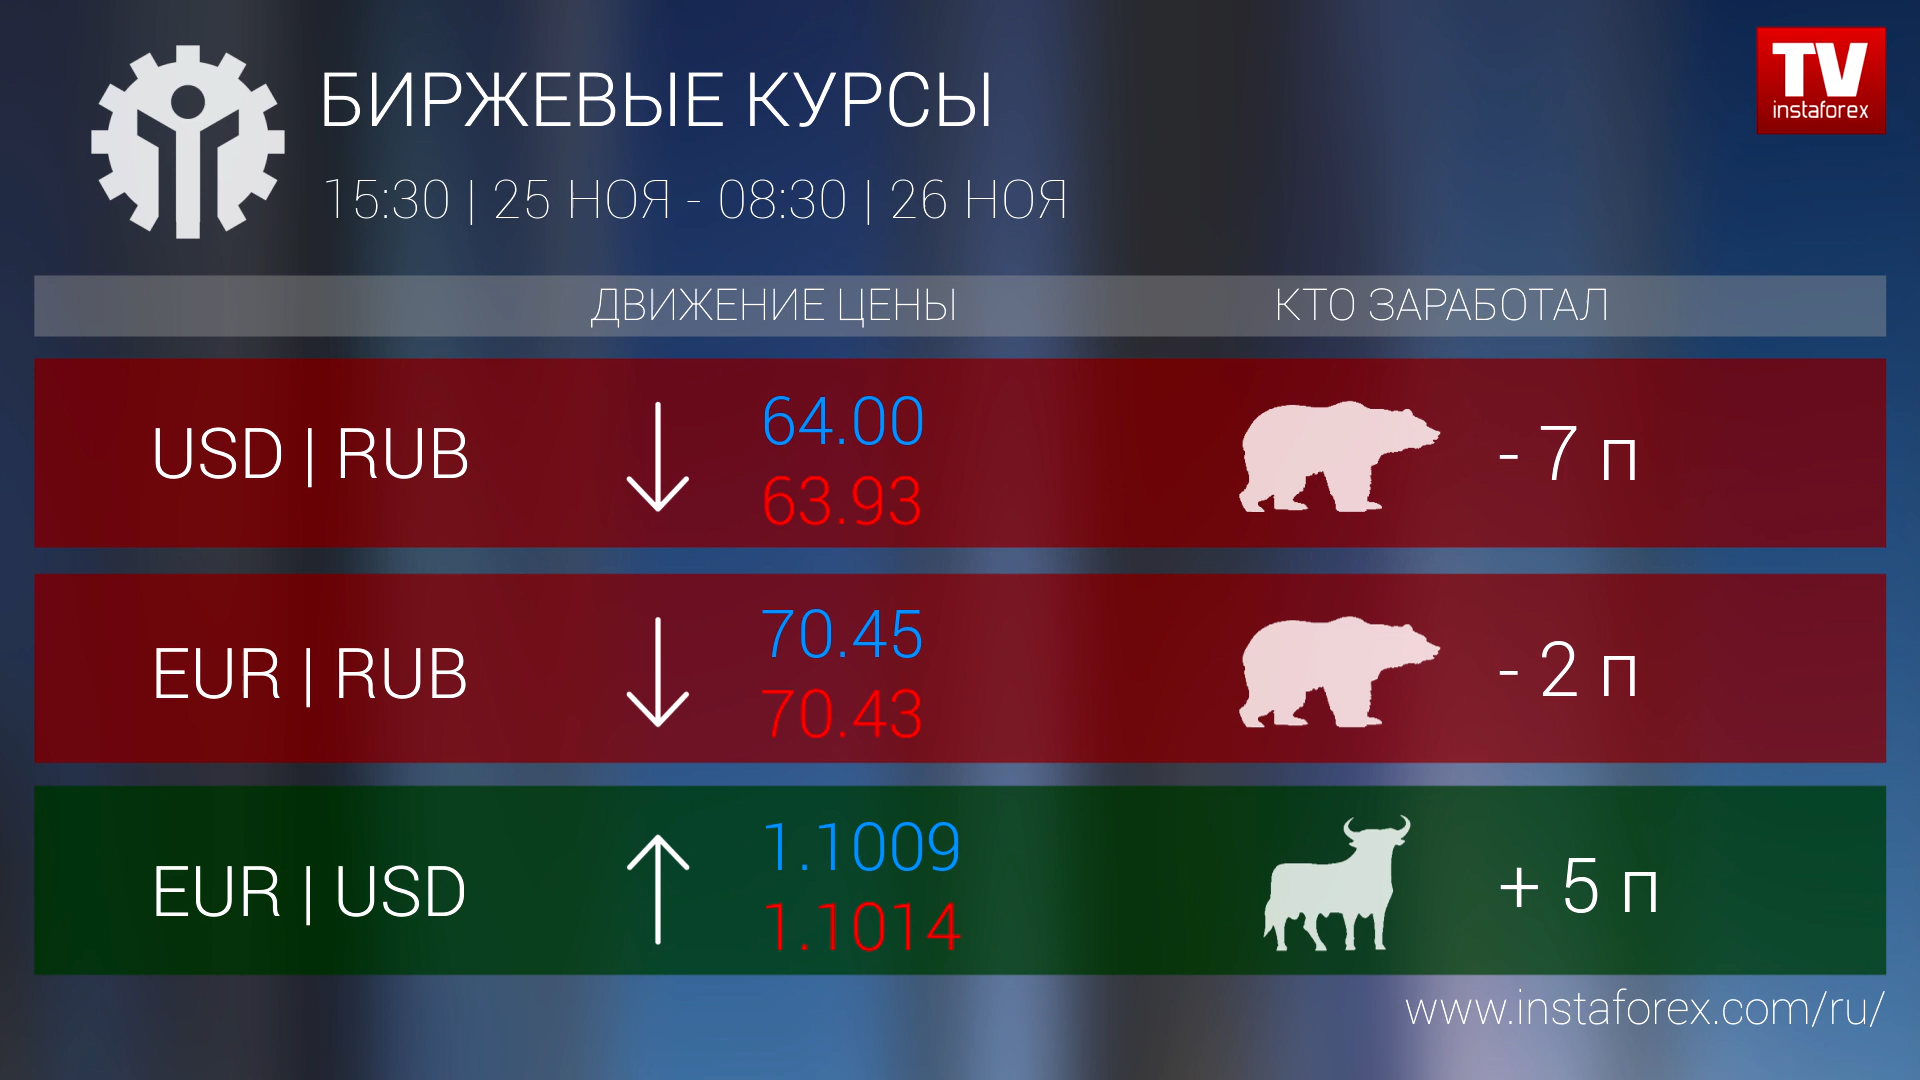 БИРЖЕВЫЕ КУРСЫ
TV
instaforex
15:30 | 25 НОЯ - 08:30 | 26 НОЯ
ДВИЖЕНИЕ ЦЕНЫ
КТО ЗАРАБОТАЛ
USD | RUB
64.00
63.93
- 7 п
EUR | RUB
70.45
70.43
- 2 п
EUR | USD
1.1009
1.1014
+ 5 п
www.instaforex.com/ru/